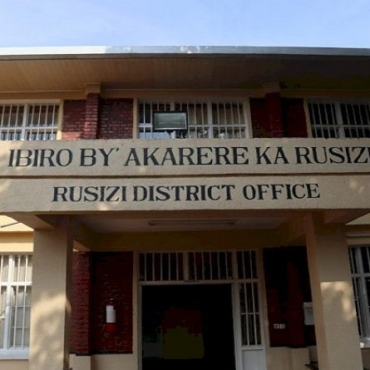 IBIRO BY' AKARERE KA RUSIZI
RUSIZI DISTRICT OFFICE